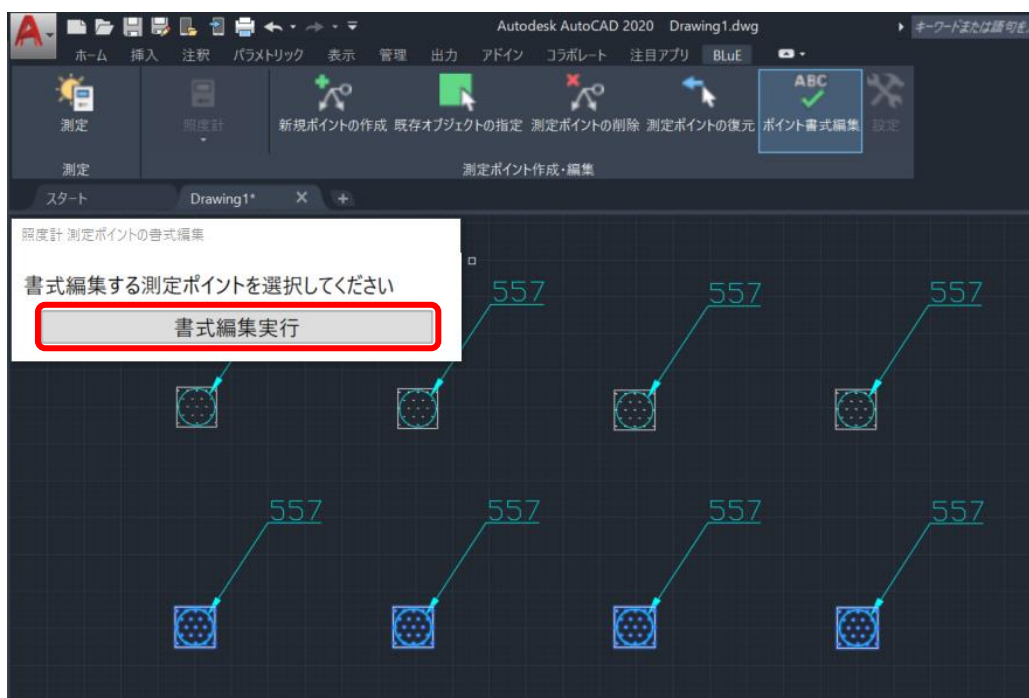 Autodesk AutoCAD 2020 Drawing1.dwg
キーワードまたは語句を
ホーム 挿入 注釈 パラメトリック 表示 管理 出力 アドイン コラボレート 注目アプリ BLuE
測定 照度計 新規ポイントの作成 既存オブジェクトの指定 測定ポイントの削除 測定ポイントの復元 ABC ポイント書式編集 設定
測定 測定ポイント作成・編集
スタート Drawing1* × +
照度計 測定ポイントの書式編集
書式編集する測定ポイントを選択してください
書式編集実行
557 557 557
557 557 557 557